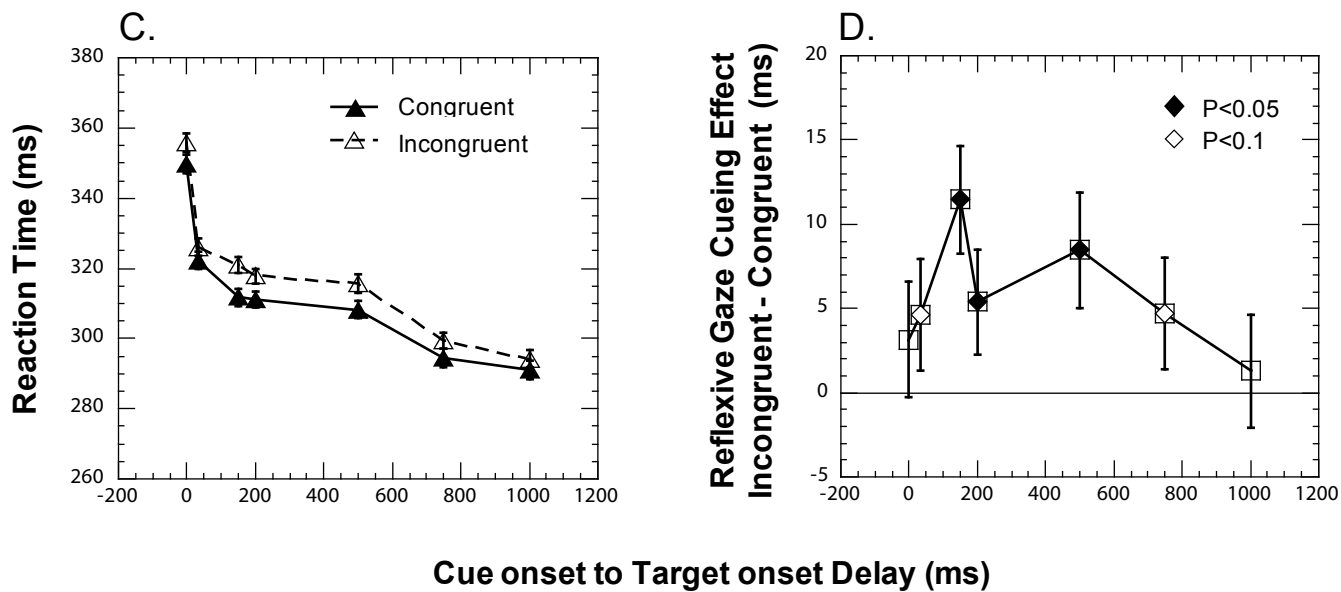 C.
Reaction Time (ms)
380
360
340
320
300
280
260
-200
0
200
400
600
800
1000
1200
Congruent
Incongruent
D.
Reflexive Gaze Cueing Effect
Incongruent - Congruent (ms)
20
15
10
5
0
-5
-200
0
200
400
600
800
1000
1200
P<0.05
P<0.1
Cue onset to Target onset Delay (ms)